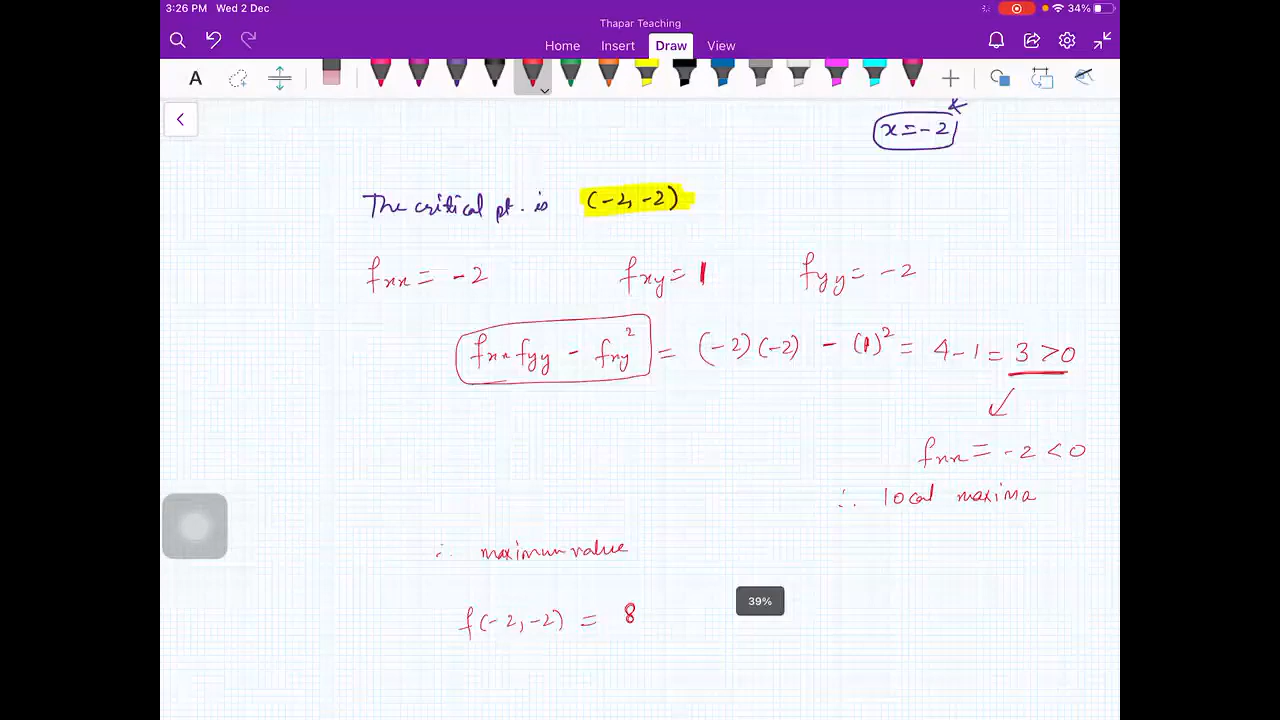 3:26 PM Wed 2 Dec
34%
Thapar Teaching
Home Insert Draw View
A
x = -2
The critical pt. is (-2, -2)
fxx = -2 fxy = 1 fyy = -2
fxx fyy - fxy² = (-2)(-2) - (1)² = 4-1 = 3 >0
fxx = -2 < 0
∴ local maxima
∴ maximum value
39%
f(-2,-2) = 8